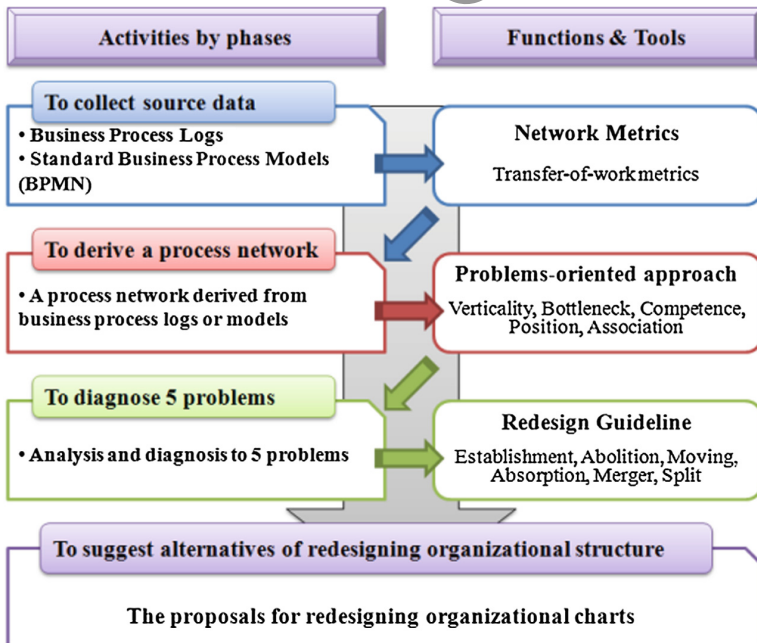 Activities by phases
Functions & Tools
To collect source data
• Business Process Logs
• Standard Business Process Models
(BPMN)
Network Metrics
Transfer-of-work metrics
To derive a process network
• A process network derived from
business process logs or models
Problems-oriented approach
Verticality, Bottleneck, Competence,
Position, Association
To diagnose 5 problems
• Analysis and diagnosis to 5 problems
Redesign Guideline
Establishment, Abolition, Moving,
Absorption, Merger, Split
To suggest alternatives of redesigning organizational structure
The proposals for redesigning organizational charts